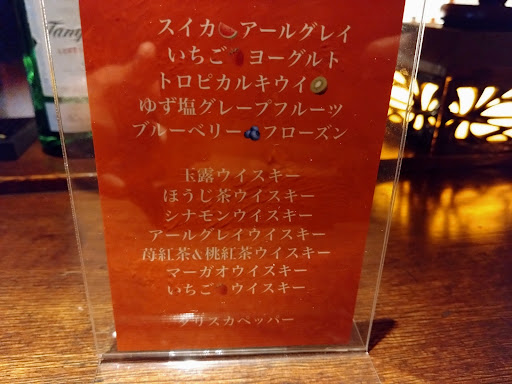 Tanq
スイカ🍉アールグレイ
いちご🍓ヨーグルト
トロピカルキウイ🥝
ゆず塩グレープフルーツ
ブルーベリー🫐フローズン
玉露ウイスキー
ほうじ茶ウイスキー
シナモンウイスキー
アールグレイウイスキー
苺紅茶&桃紅茶ウイスキー
マーガオウイズキー
いちご🍓ウイスキー